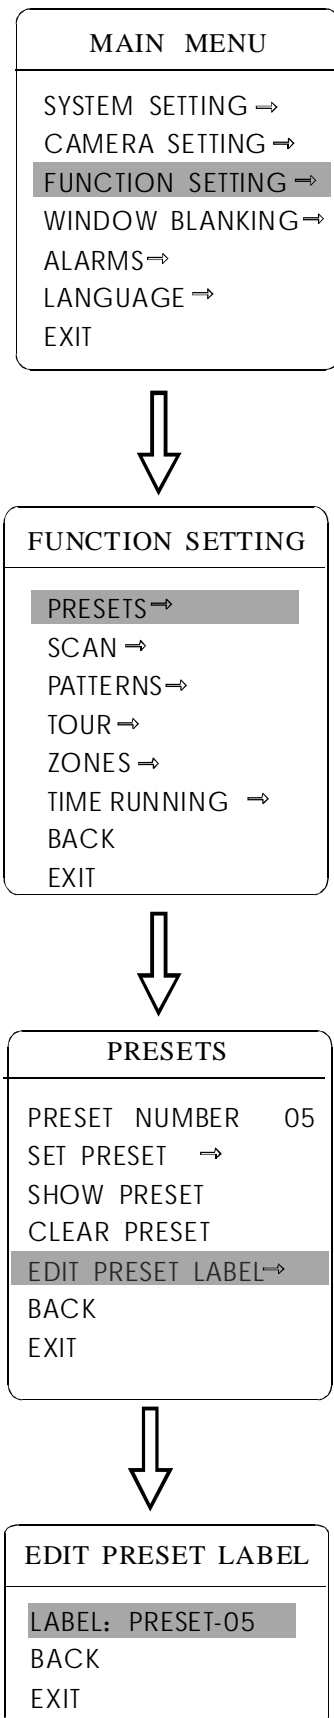 MAIN MENU
SYSTEM SETTING→
CAMERA SETTING→
FUNCTION SETTING→
WINDOW BLANKING→
ALARMS→
LANGUAGE→
EXIT
FUNCTION SETTING
PRESETS→
SCAN→
PATTERNS→
TOUR→
ZONES→
TIME RUNNING →
BACK
EXIT
PRESETS
PRESET NUMBER 05
SET PRESET →
SHOW PRESET
CLEAR PRESET
EDIT PRESET LABEL→
BACK
EXIT
EDIT PRESET LABEL
LABEL: PRESET-05
BACK
EXIT